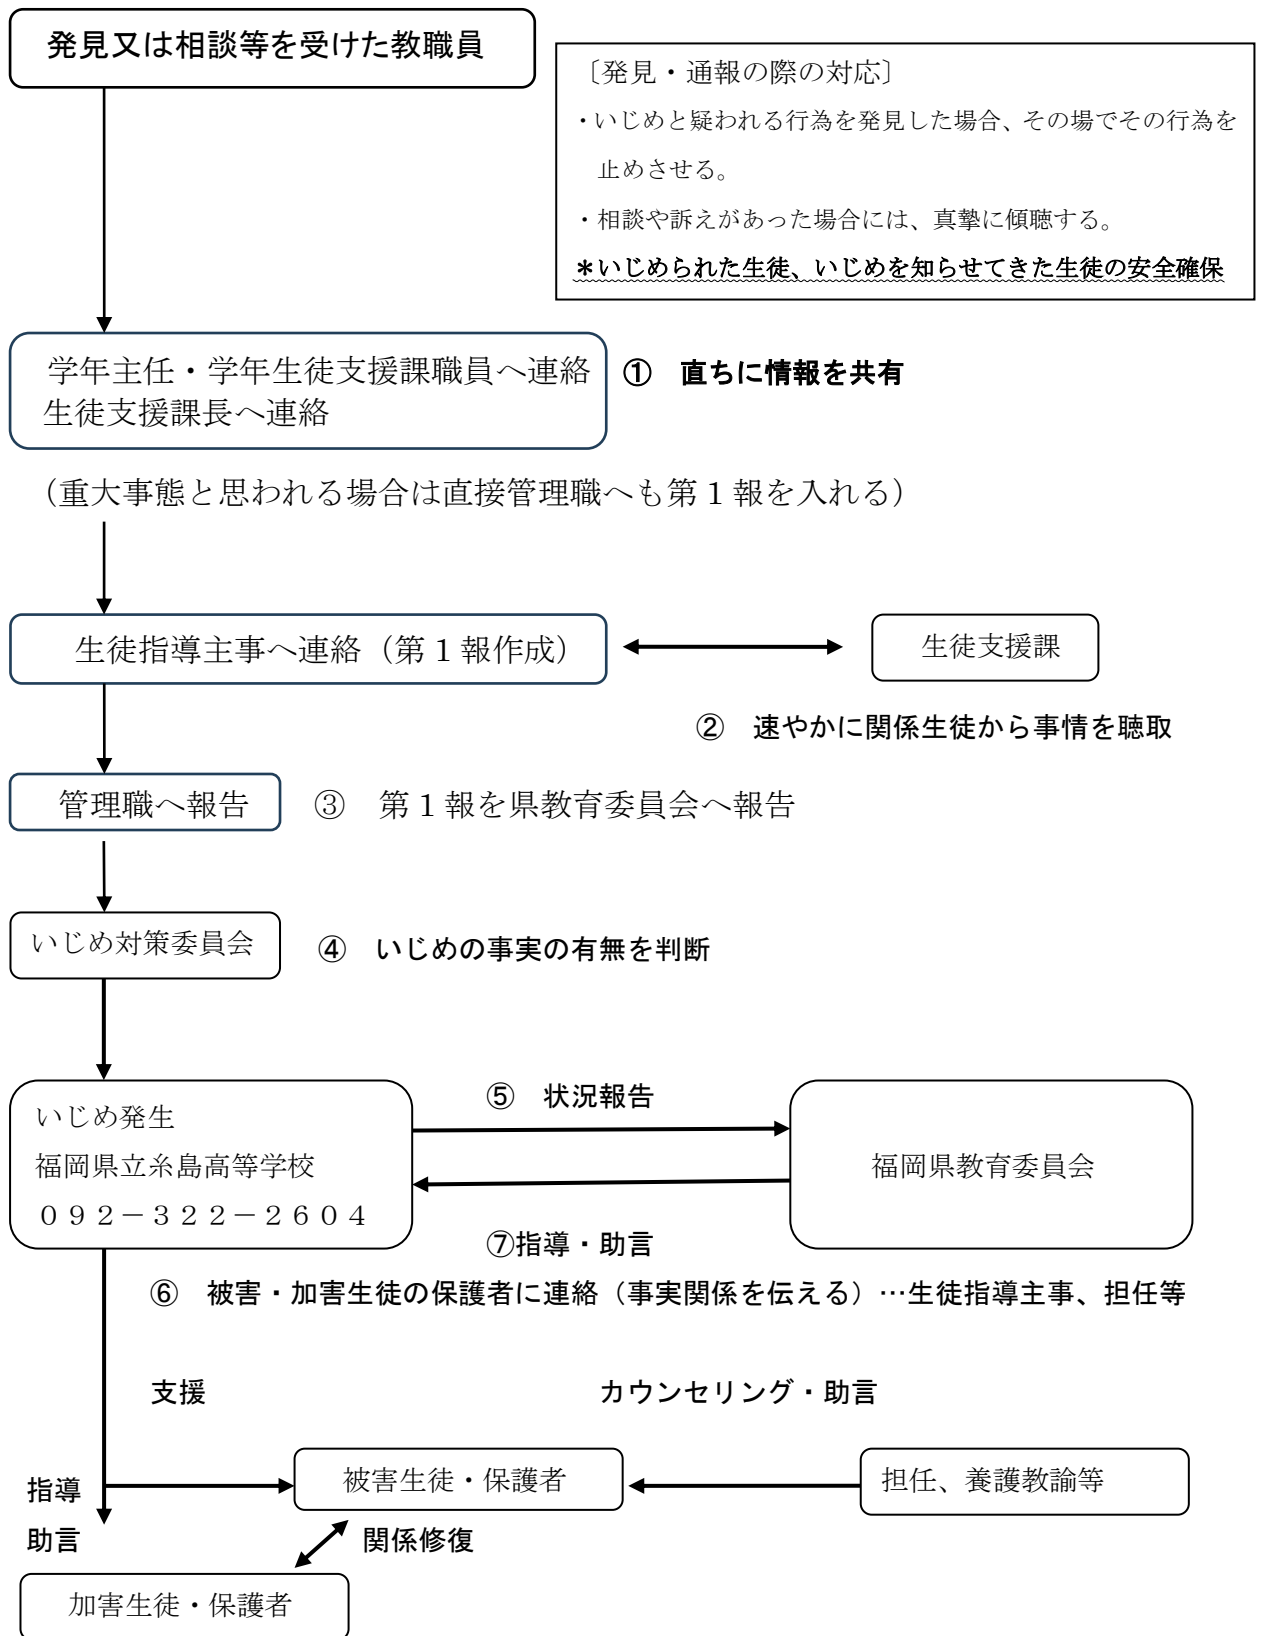 発見又は相談等を受けた教職員
〔発見・通報の際の対応〕
・いじめと疑われる行為を発見した場合、その場でその行為を
止めさせる。
・相談や訴えがあった場合には、真摯に傾聴する。
＊いじめられた生徒、いじめを知らせてきた生徒の安全確保
学年主任・学年生徒支援課職員へ連絡
生徒支援課長へ連絡
① 直ちに情報を共有
（重大事態と思われる場合は直接管理職へも第１報を入れる）
生徒指導主事へ連絡（第１報作成）
生徒支援課
② 速やかに関係生徒から事情を聴取
管理職へ報告
③ 第１報を県教育委員会へ報告
いじめ対策委員会
④ いじめの事実の有無を判断
いじめ発生
福岡県立糸島高等学校
０９２－３２２－２６０４
⑤ 状況報告
福岡県教育委員会
⑦指導・助言
⑥ 被害・加害生徒の保護者に連絡（事実関係を伝える）…生徒指導主事、担任等
支援
カウンセリング・助言
指導
助言
被害生徒・保護者
担任、養護教諭等
関係修復
加害生徒・保護者